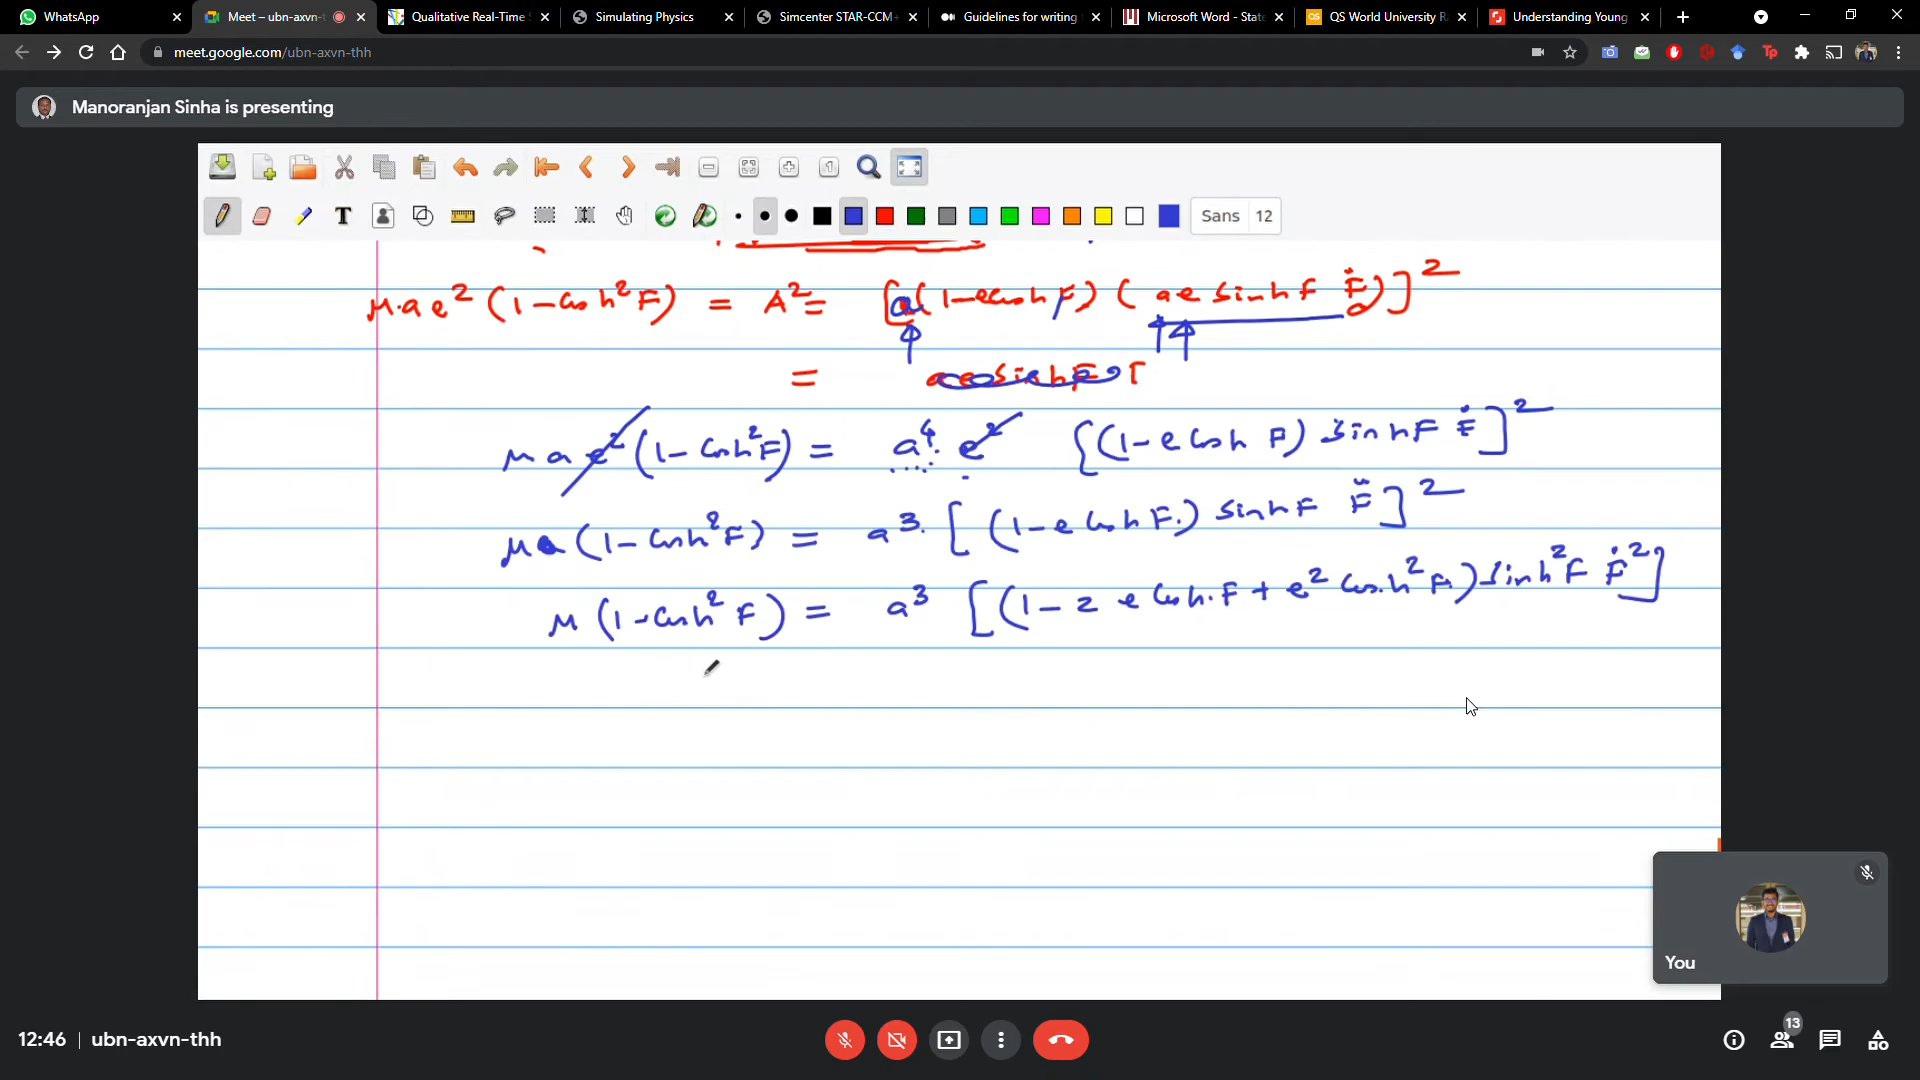 WhatsApp
Meet – ubn-axvn-t
Qualitative Real-Time
Simulating Physics
Simcenter STAR-CCM+
Guidelines for writing
Microsoft Word - State
QS World University R
Understanding Young
meet.google.com/ubn-axvn-thh
Manoranjan Sinha is presenting
Sans 12
μ·a e² (1 - Cosh² F) = A² = [a(1-eCosh F) ( ae sinh F Ḟ)]²
=
μ a e² (1 - Cosh² F) = a⁴ · e² {(1-e Cosh F) sinh F Ḟ]²
μ (1 - Cosh² F) = a³ · [(1-e Cosh F.) sinh F Ḟ]²
μ (1 - Cosh² F) = a³ [(1 - 2 e Cosh.F + e² Cosh² F.) sinh² F Ḟ²]
You
12:46 | ubn-axvn-thh
13